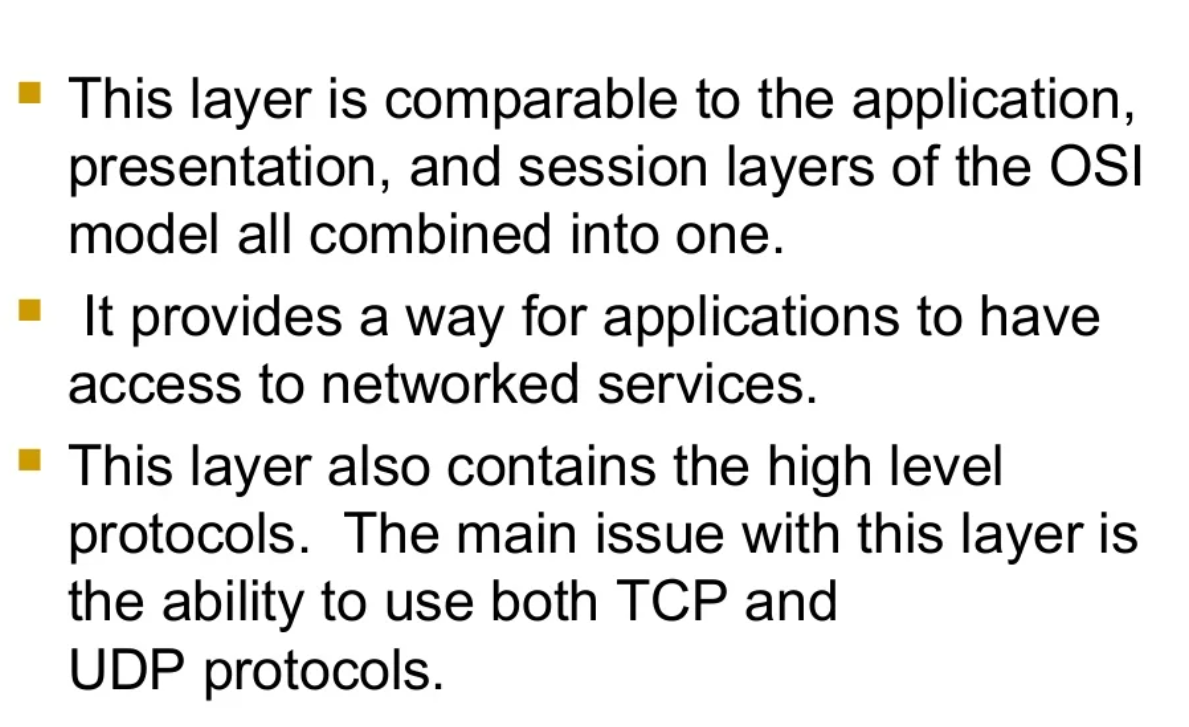 This layer is comparable to the application,
presentation, and session layers of the OSI
model all combined into one.
It provides a way for applications to have
access to networked services.
This layer also contains the high level
protocols.  The main issue with this layer is
the ability to use both TCP and
UDP protocols.